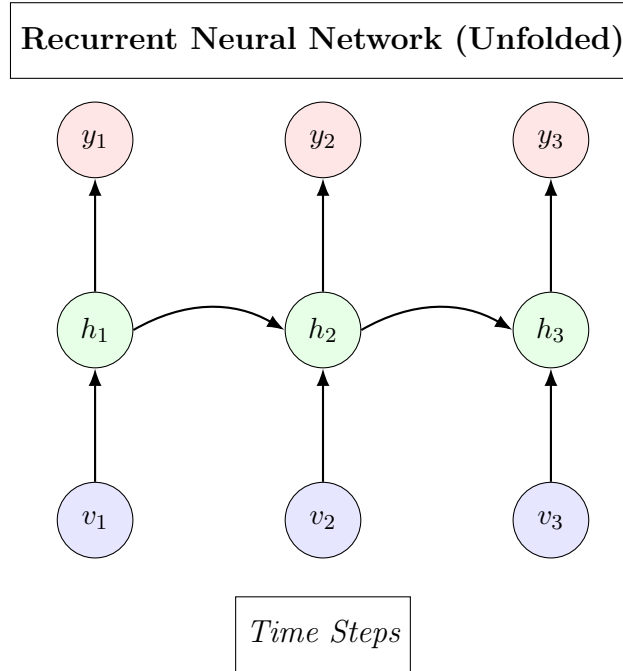 Recurrent Neural Network (Unfolded)
y₁ y₂ y₃
h₁ h₂ h₃
v₁ v₂ v₃
Time Steps